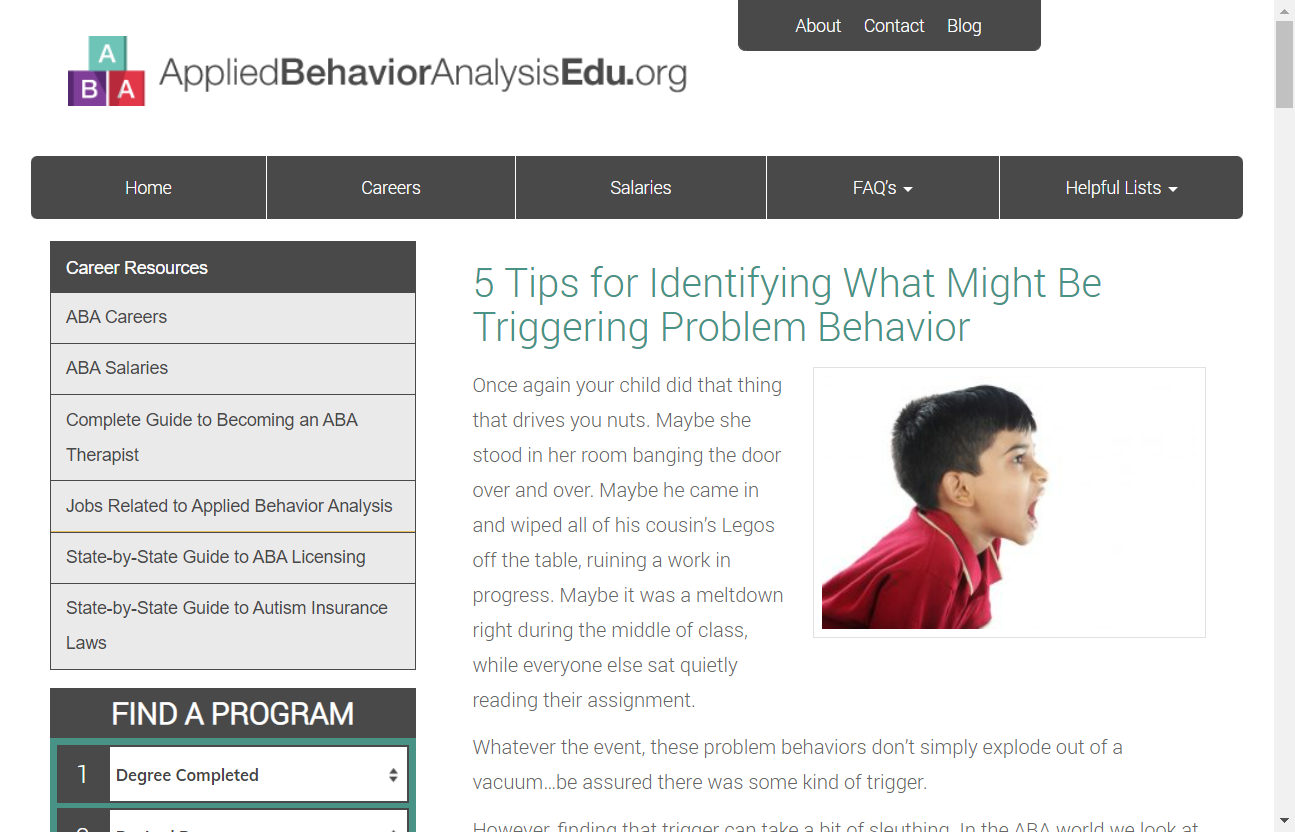 About Contact Blog
A
B A
AppliedBehaviorAnalysisEdu.org
Home Careers Salaries FAQ's Helpful Lists
Career Resources
ABA Careers
ABA Salaries
Complete Guide to Becoming an ABA
Therapist
Jobs Related to Applied Behavior Analysis
State-by-State Guide to ABA Licensing
State-by-State Guide to Autism Insurance
Laws
FIND A PROGRAM
1 Degree Completed
5 Tips for Identifying What Might Be
Triggering Problem Behavior
Once again your child did that thing
that drives you nuts. Maybe she
stood in her room banging the door
over and over. Maybe he came in
and wiped all of his cousin’s Legos
off the table, ruining a work in
progress. Maybe it was a meltdown
right during the middle of class,
while everyone else sat quietly
reading their assignment.
Whatever the event, these problem behaviors don’t simply explode out of a
vacuum…be assured there was some kind of trigger.
However, finding that trigger can take a bit of sleuthing. In the ABA world we look at